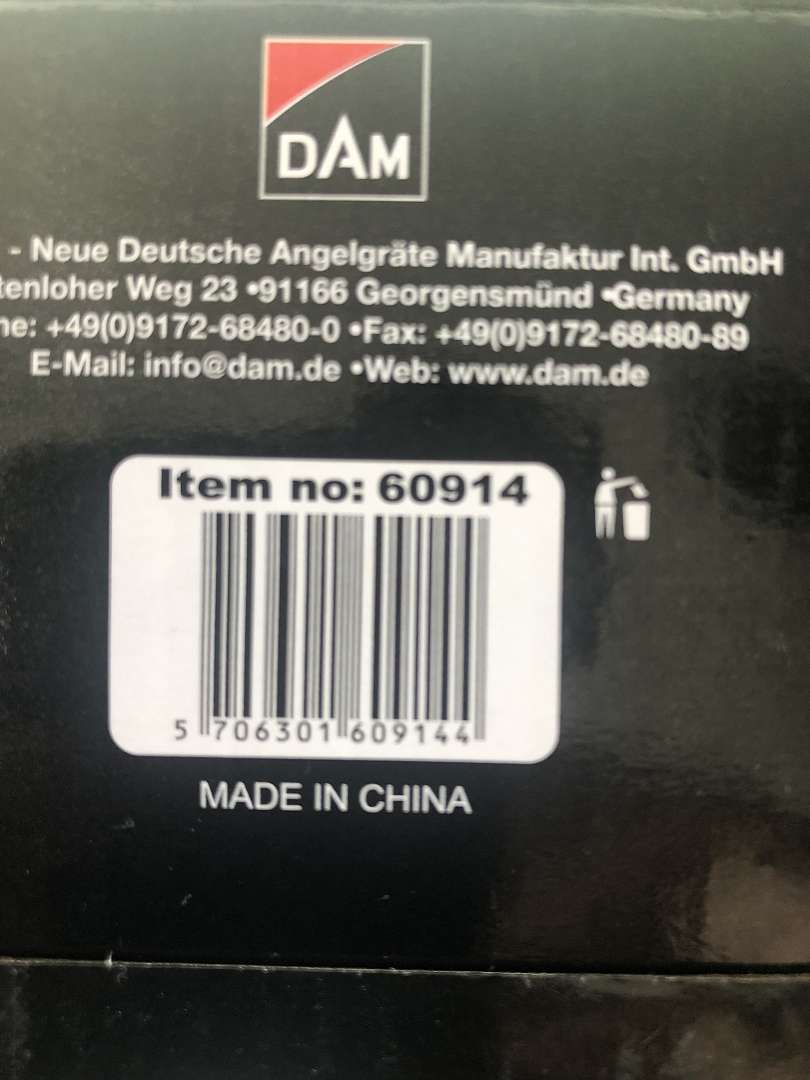 DAM
- Neue Deutsche Angelgräte Manufaktur Int. GmbH
tenloher Weg 23 •91166 Georgensmünd •Germany
ne: +49(0)9172-68480-0 •Fax: +49(0)9172-68480-89
E-Mail: info@dam.de •Web: www.dam.de
Item no: 60914
5 706301 609144
MADE IN CHINA